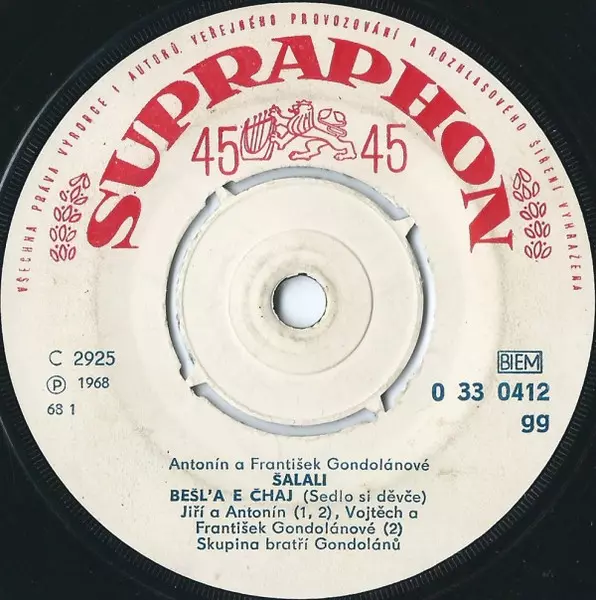 VŠECHNA PRÁVA VÝROBCE I AUTORŮ, VEŘEJNÉHO PROVOZOVÁNÍ A ROZHLASOVÉHO ŠÍŘENÍ VYHRAŽENA
SUPRAPHON
45 45
C 2925
Ⓟ 1968
68 1
BIEM
0 33 0412
gg
Antonín a František Gondolánové
ŠALALI
BEŠL'A E ČHAJ (Sedlo si děvče)
Jiří a Antonín (1, 2), Vojtěch a
František Gondolánové (2)
Skupina bratří Gondolánů